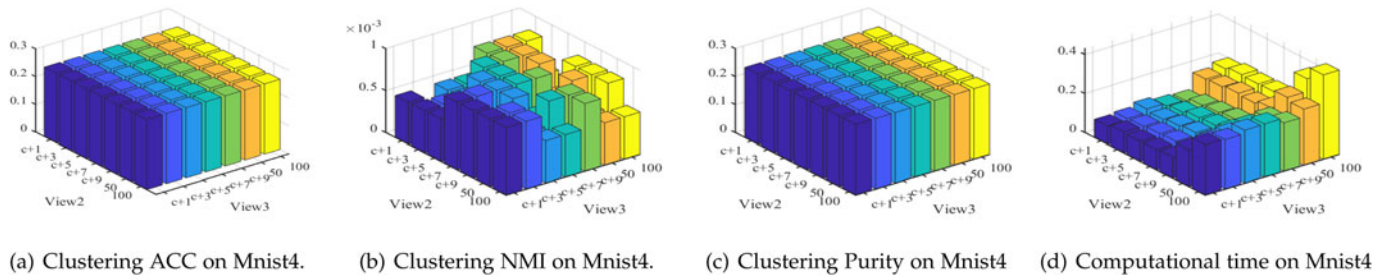 0.3
0.2
0.1
0
c+1
c+3
c+5
c+7
c+9
50
100
View2
c+1
c+3
c+5
c+7
c+9
50
100
View3
×10⁻³
1
0.5
0
c+1
c+3
c+5
c+7
c+9
50
100
View2
c+1
c+3
c+5
c+7
c+9
50
100
View3
0.3
0.2
0.1
0
c+1
c+3
c+5
c+7
c+9
50
100
View2
c+1
c+3
c+5
c+7
c+9
50
100
View3
0.4
0.2
0
c+1
c+3
c+5
c+7
c+9
50
100
View2
c+1
c+3
c+5
c+7
c+9
50
100
View3
(a) Clustering ACC on Mnist4.
(b) Clustering NMI on Mnist4.
(c) Clustering Purity on Mnist4
(d) Computational time on Mnist4